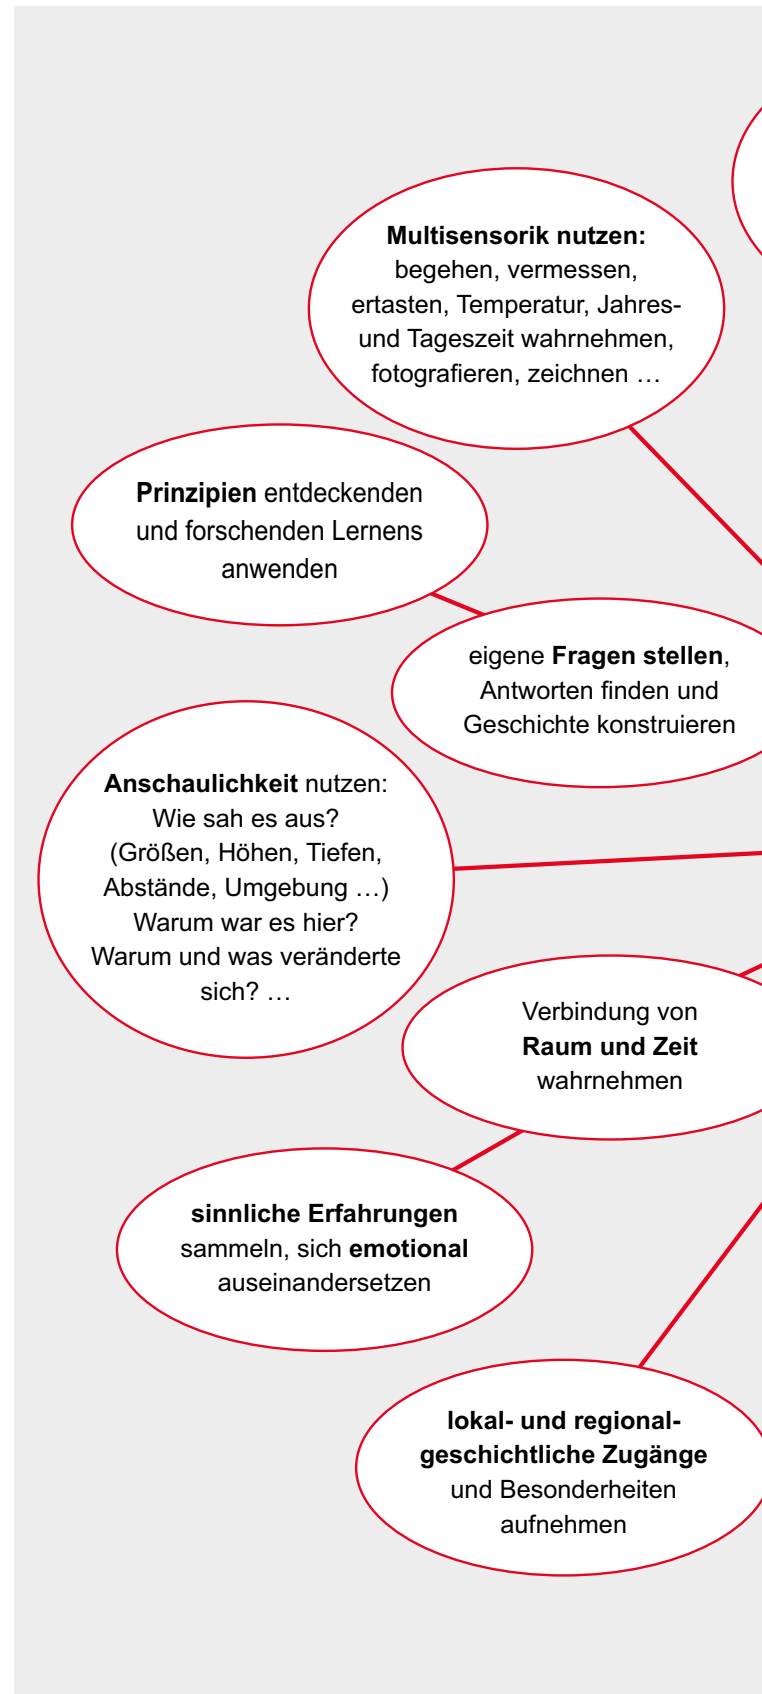 Multisensorik nutzen:
begehen, vermessen,
ertasten, Temperatur, Jahres-
und Tageszeit wahrnehmen,
fotografieren, zeichnen …
Prinzipien entdeckenden
und forschenden Lernens
anwenden
eigene Fragen stellen,
Antworten finden und
Geschichte konstruieren
Anschaulichkeit nutzen:
Wie sah es aus?
(Größen, Höhen, Tiefen,
Abstände, Umgebung …)
Warum war es hier?
Warum und was veränderte
sich? …
Verbindung von
Raum und Zeit
wahrnehmen
sinnliche Erfahrungen
sammeln, sich emotional
auseinandersetzen
lokal- und regional-
geschichtliche Zugänge
und Besonderheiten
aufnehmen